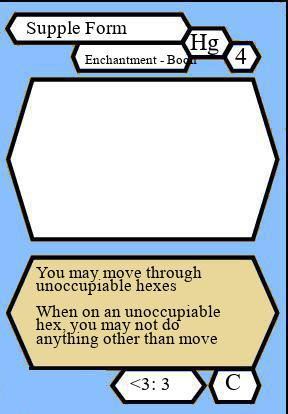 Supple Form
Hg
Enchantment - Boon
4
You may move through
unoccupiable hexes
When on an unoccupiable
hex, you may not do
anything other than move
<3: 3
C